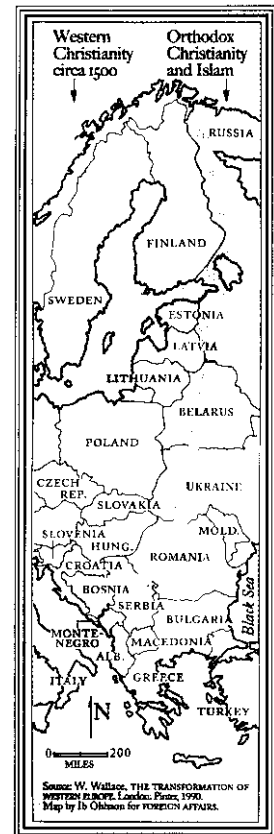 Western
Christianity
circa 1500
Orthodox
Christianity
and Islam
RUSSIA
FINLAND
SWEDEN
ESTONIA
LATVIA
LITHUANIA
BELARUS
POLAND
CZECH
REP.
UKRAINE
SLOVAKIA
MOLD.
SLOVENIA
HUNG.
ROMANIA
CROATIA
BOSNIA
SERBIA
Black Sea
BULGARIA
MONTE-
NEGRO
MACEDONIA
ALB.
ITALY
GREECE
TURKEY
N
0 200
MILES
Source: W. Wallace, THE TRANSFORMATION OF
WESTERN EUROPE. London: Pinter, 1990.
Map by Ib Ohlsson for FOREIGN AFFAIRS.